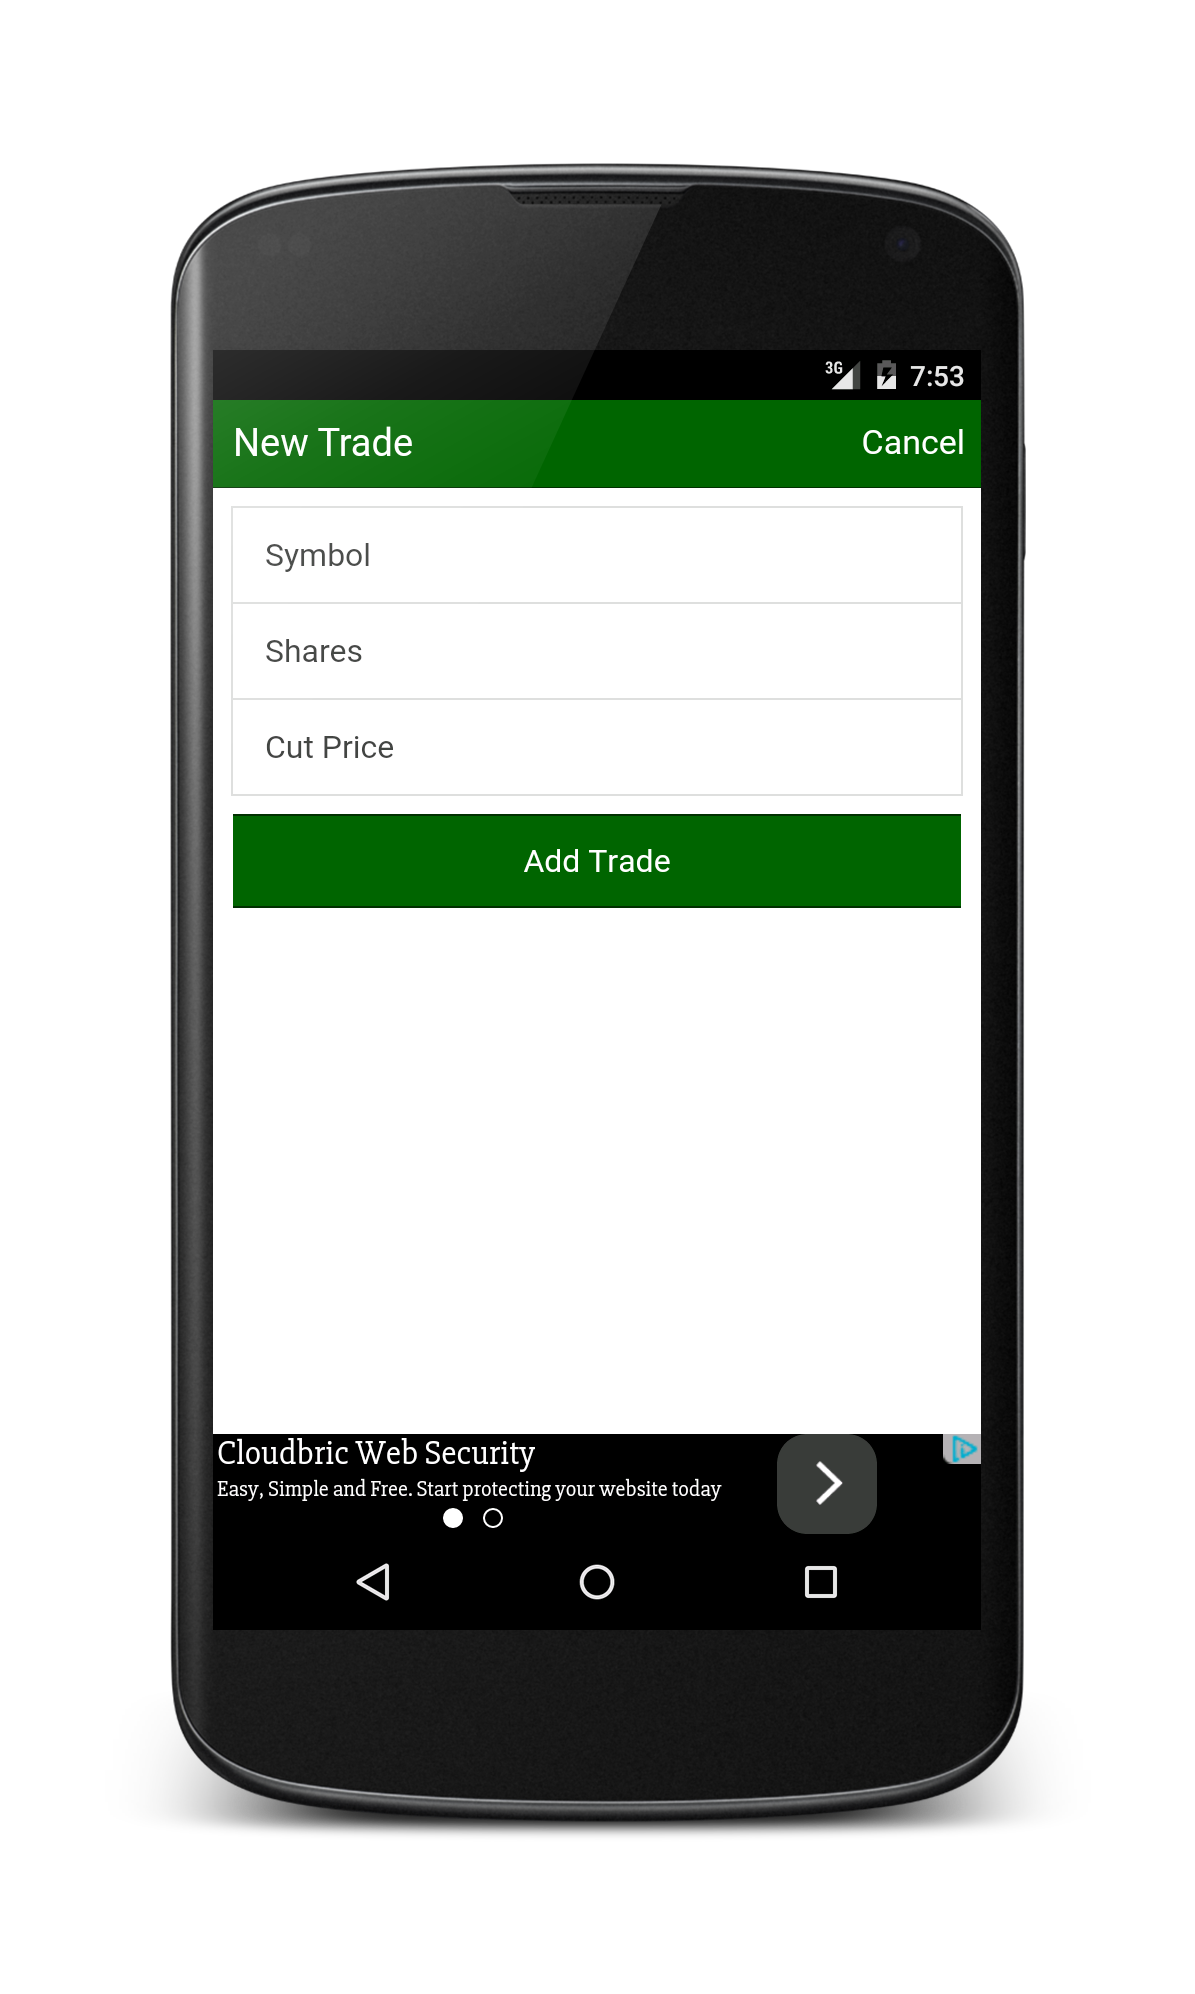 3G 7:53
New Trade Cancel
Symbol
Shares
Cut Price
Add Trade
Cloudbric Web Security
Easy, Simple and Free. Start protecting your website today